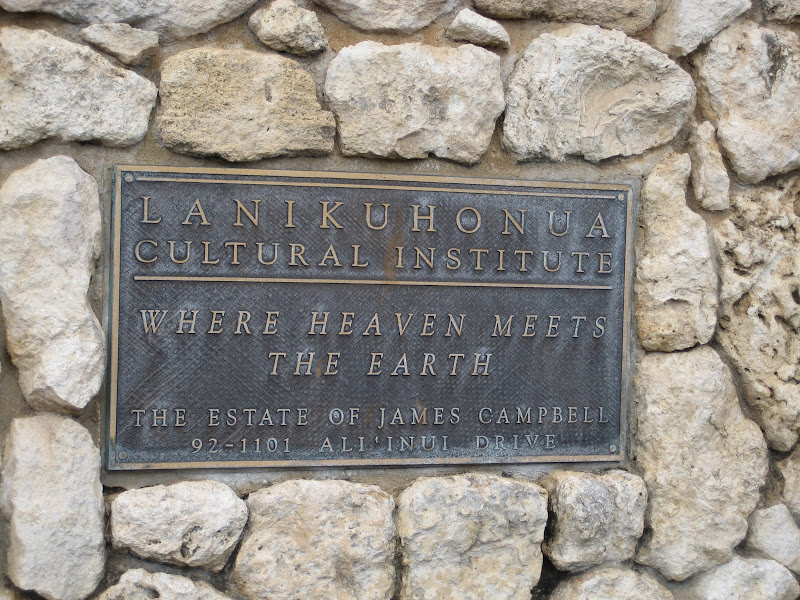 LANIKUHONUA
CULTURAL INSTITUTE
WHERE HEAVEN MEETS
THE EARTH
THE ESTATE OF JAMES CAMPBELL
92-1101 ALI'INUI DRIVE